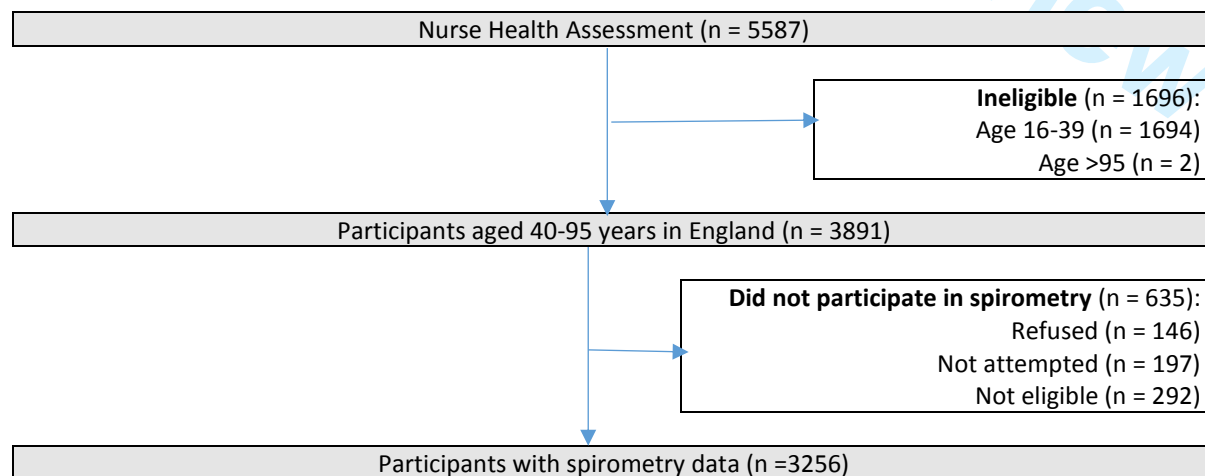 Nurse Health Assessment (n = 5587)
Ineligible (n = 1696):
Age 16-39 (n = 1694)
Age >95 (n = 2)
Participants aged 40-95 years in England (n = 3891)
Did not participate in spirometry (n = 635):
Refused (n = 146)
Not attempted (n = 197)
Not eligible (n = 292)
Participants with spirometry data (n =3256)